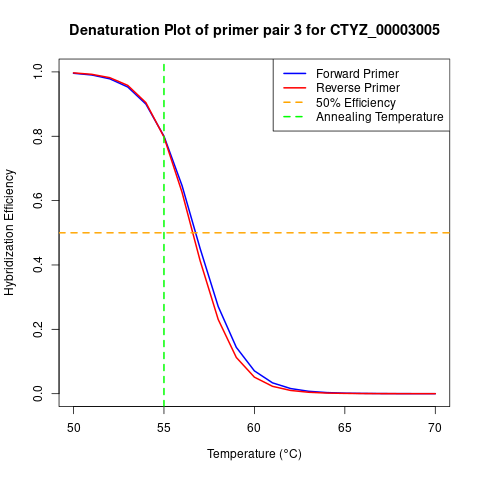 Denaturation Plot of primer pair 3 for CTYZ_00003005
Forward Primer
Reverse Primer
50% Efficiency
Annealing Temperature
Hybridization Efficiency
1.0
0.8
0.6
0.4
0.2
0.0
50 55 60 65 70
Temperature (°C)